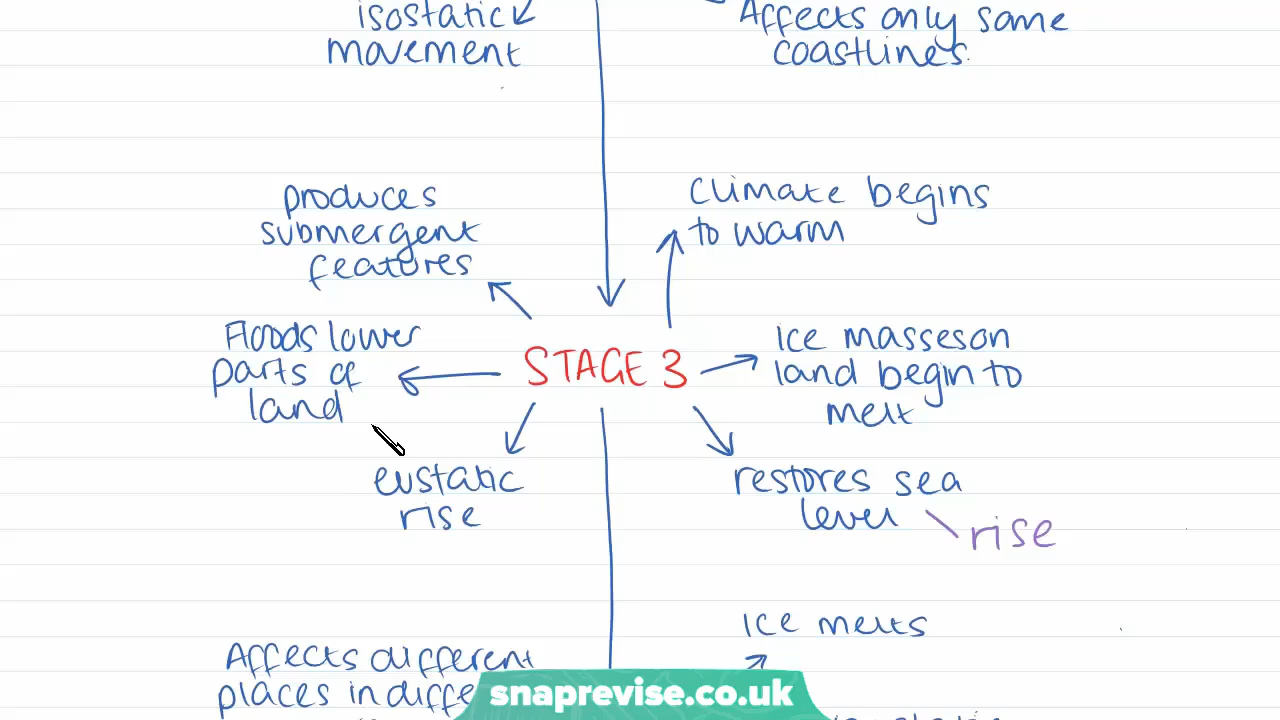 isostatic
movement
Affects only some
coastlines.
produces
submergent
features
climate begins
to warm
Floods lower
parts of
land
STAGE 3
Ice masses on
land begin to
melt
eustatic
rise
restores sea
level
rise
Ice melts
Affects different
places in diffe
snaprevise.co.uk